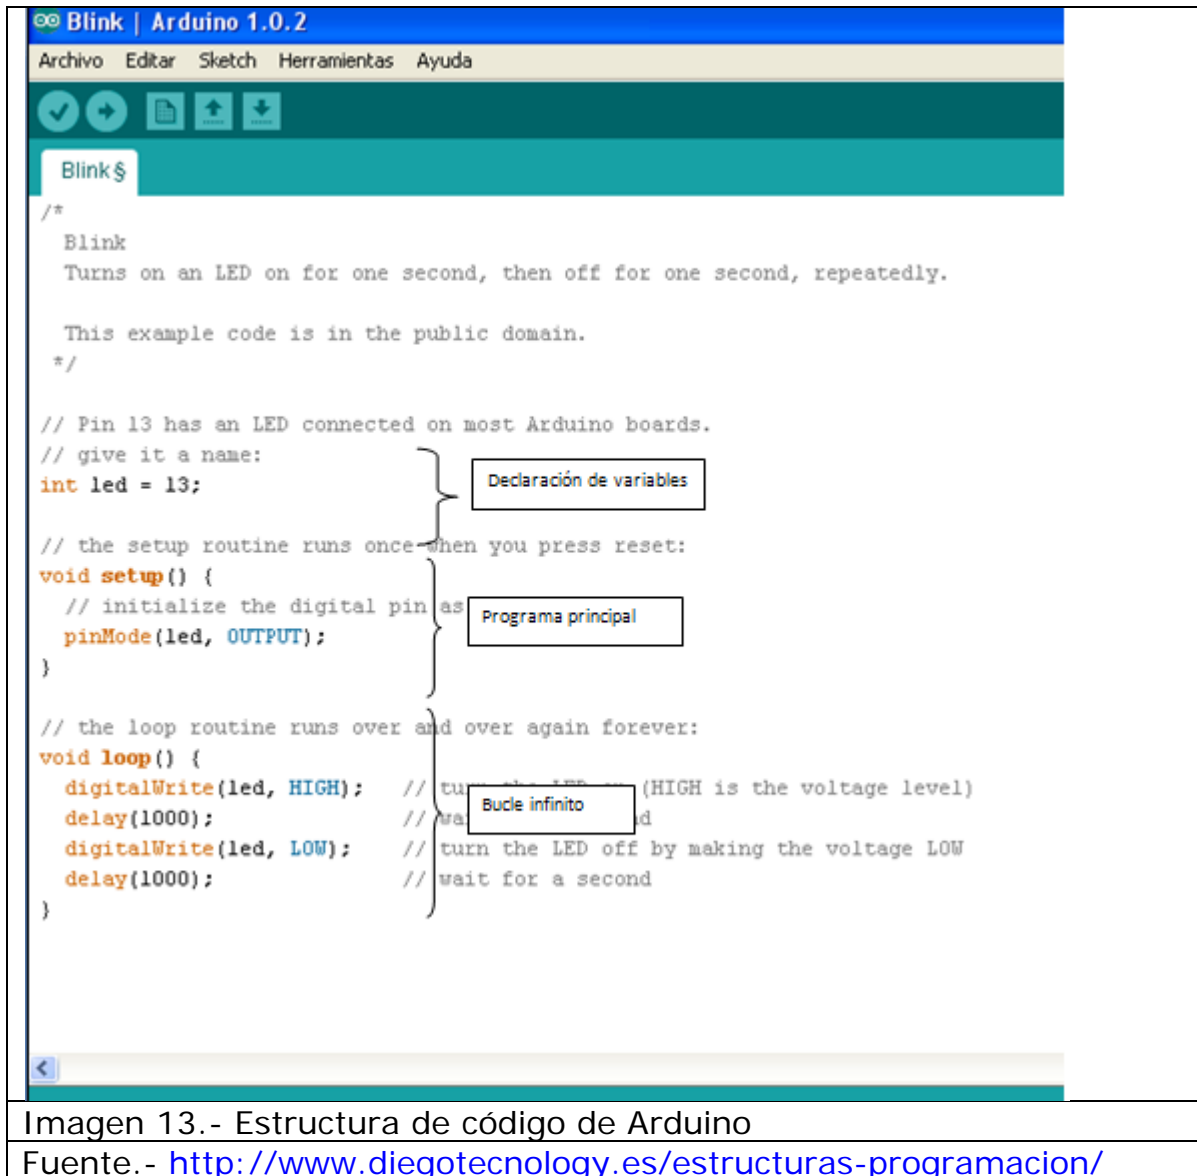 Blink | Arduino 1.0.2
Archivo Editar Sketch Herramientas Ayuda
Blink§
/*
Blink
Turns on an LED on for one second, then off for one second, repeatedly.
This example code is in the public domain.
*/
// Pin 13 has an LED connected on most Arduino boards.
// give it a name:
int led = 13;
Declaración de variables
// the setup routine runs once when you press reset:
void setup() {
// initialize the digital pin as
Programa principal
pinMode(led, OUTPUT);
}
// the loop routine runs over and over again forever:
void loop() {
digitalWrite(led, HIGH); // turn the LED on (HIGH is the voltage level)
Bucle infinito
delay(1000); //
digitalWrite(led, LOW); // turn the LED off by making the voltage LOW
delay(1000); // wait for a second
}
Imagen 13.- Estructura de código de Arduino
Fuente.- http://www.diegotecnology.es/estructuras-programacion/